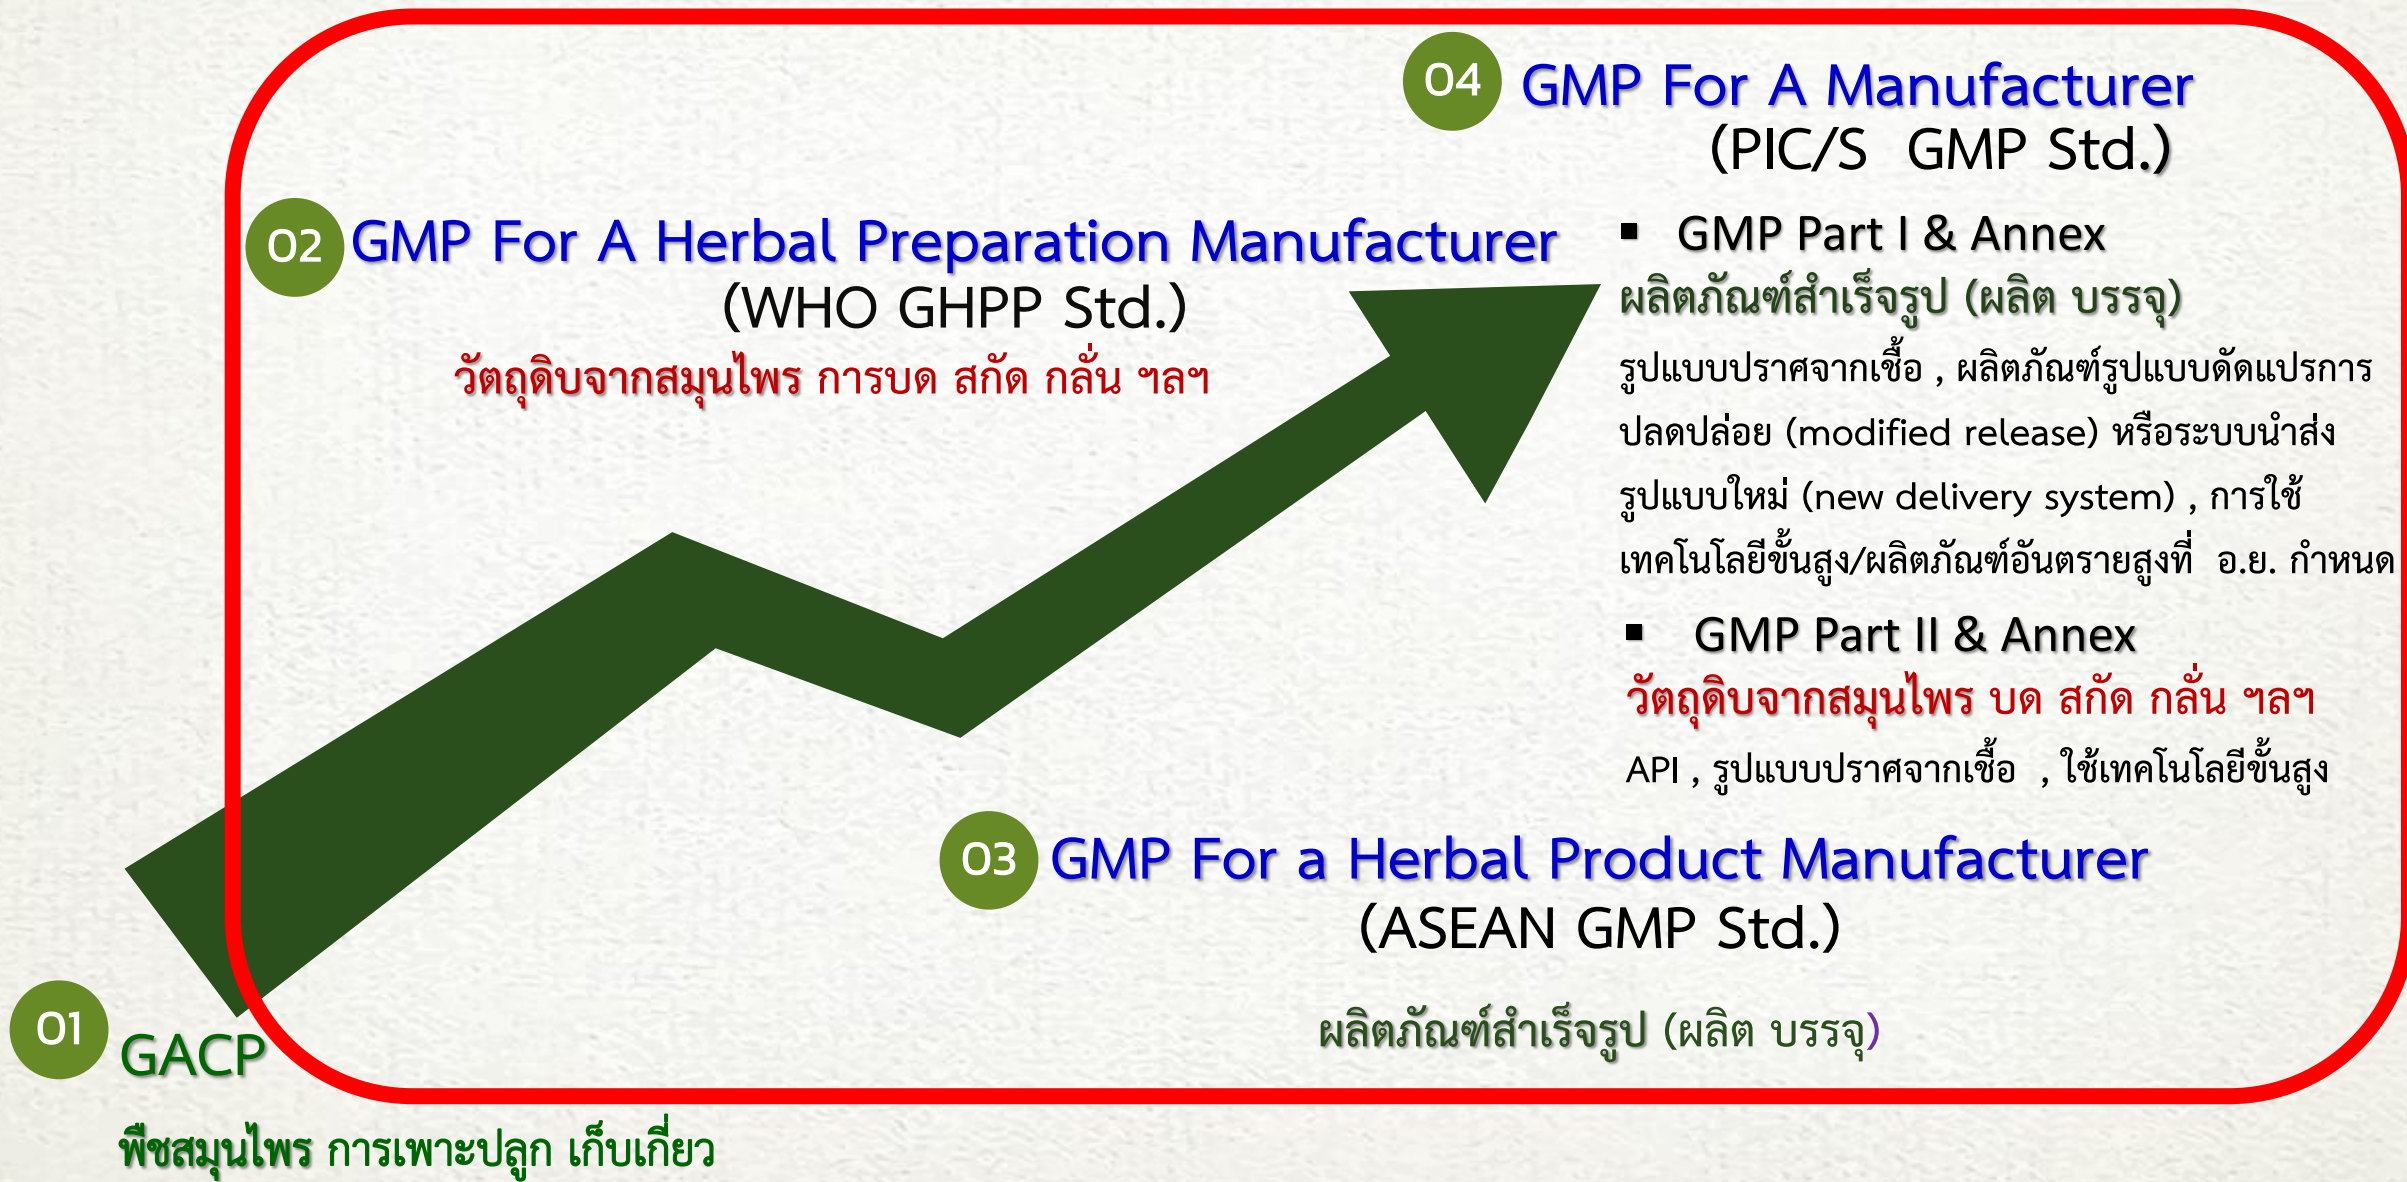 01
GACP
พืชสมุนไพร การเพาะปลูก เก็บเกี่ยว
02
GMP For A Herbal Preparation Manufacturer
(WHO GHPP Std.)
วัตถุดิบจากสมุนไพร การบด สกัด กลั่น ฯลฯ
03
GMP For a Herbal Product Manufacturer
(ASEAN GMP Std.)
ผลิตภัณฑ์สำเร็จรูป (ผลิต บรรจุ)
04
GMP For A Manufacturer
(PIC/S GMP Std.)
▪ GMP Part I & Annex
ผลิตภัณฑ์สำเร็จรูป (ผลิต บรรจุ)
รูปแบบปราศจากเชื้อ , ผลิตภัณฑ์รูปแบบดัดแปรการ
ปลดปล่อย (modified release) หรือระบบนำส่ง
รูปแบบใหม่ (new delivery system) , การใช้
เทคโนโลยีขั้นสูง/ผลิตภัณฑ์อันตรายสูงที่ อ.ย. กำหนด
▪ GMP Part II & Annex
วัตถุดิบจากสมุนไพร บด สกัด กลั่น ฯลฯ
API , รูปแบบปราศจากเชื้อ , ใช้เทคโนโลยีขั้นสูง